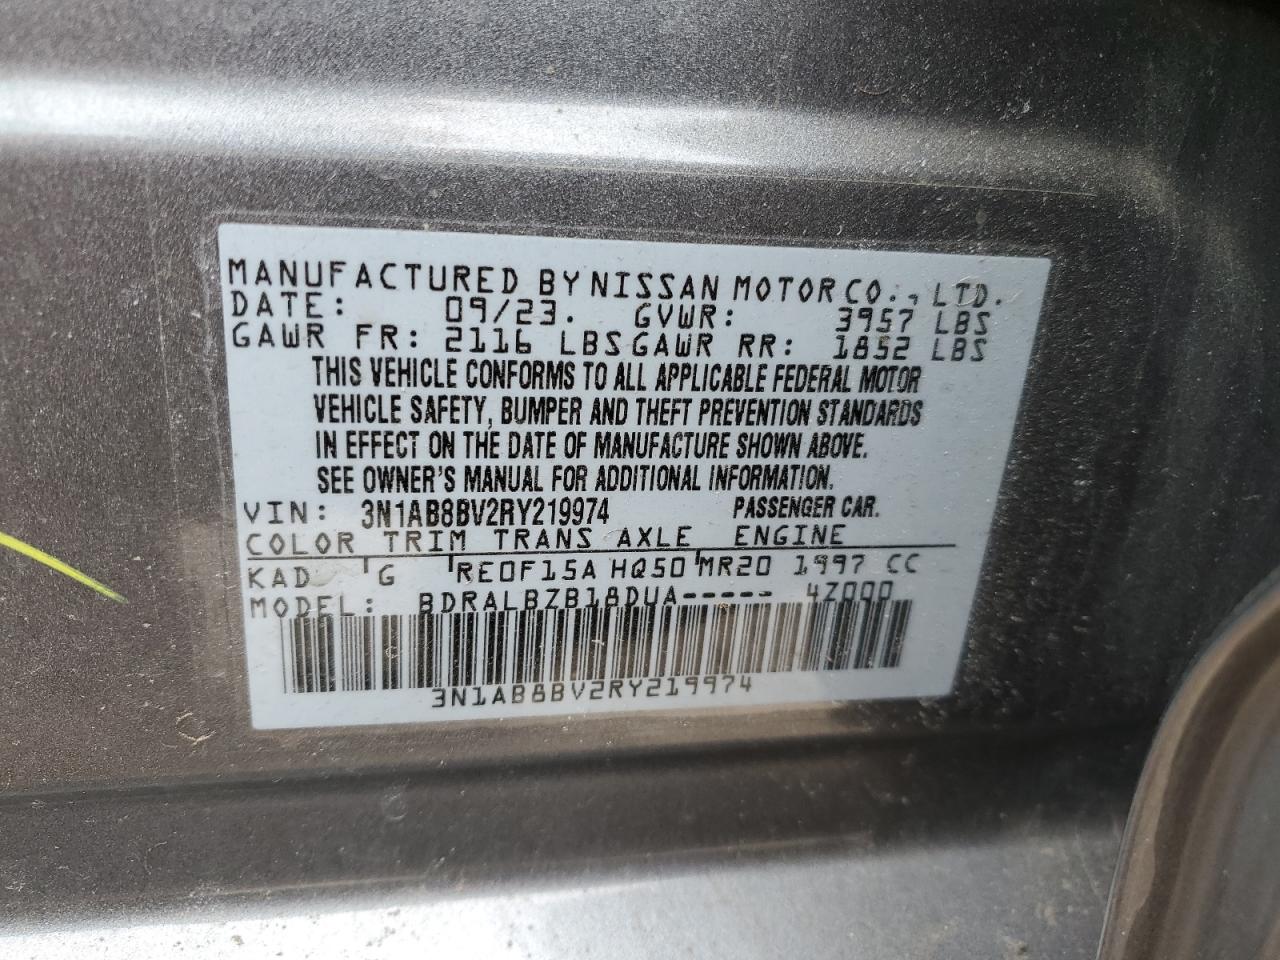 MANUFACTURED BY NISSAN MOTOR CO., LTD.
DATE: 09/23. GVWR: 3957 LBS
GAWR FR: 2116 LBS GAWR RR: 1852 LBS
THIS VEHICLE CONFORMS TO ALL APPLICABLE FEDERAL MOTOR
VEHICLE SAFETY, BUMPER AND THEFT PREVENTION STANDARDS
IN EFFECT ON THE DATE OF MANUFACTURE SHOWN ABOVE.
SEE OWNER'S MANUAL FOR ADDITIONAL INFORMATION.
VIN: 3N1AB8BV2RY219974 PASSENGER CAR.
COLOR TRIM TRANS AXLE ENGINE
KAD G RE0F15A HQ50 MR20 1997 CC
MODEL: BDRALBZB18DUA----- 4Z000
3N1AB8BV2RY219974